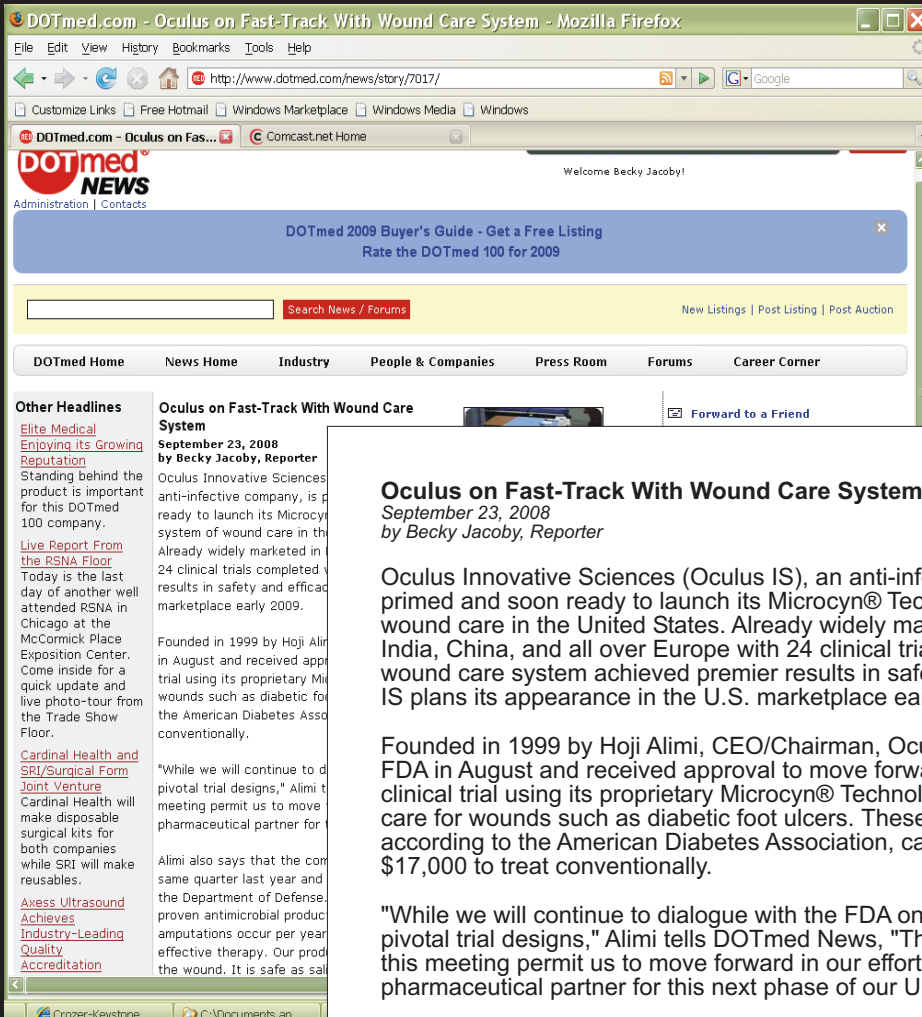 DOTmed.com - Oculus on Fast-Track With Wound Care System - Mozilla Firefox
File Edit View History Bookmarks Tools Help
http://www.dotmed.com/news/story/7017/
G Google
Customize Links Free Hotmail Windows Marketplace Windows Media Windows
DOTmed.com - Oculus on Fas... Comcast.net Home
DOTmed®
NEWS
Welcome Becky Jacoby!
Administration | Contacts
DOTmed 2009 Buyer's Guide - Get a Free Listing
Rate the DOTmed 100 for 2009
Search News / Forums
New Listings | Post Listing | Post Auction
DOTmed Home News Home Industry People & Companies Press Room Forums Career Corner
Other Headlines
Elite Medical
Enjoying its Growing
Reputation
Standing behind the
product is important
for this DOTmed
100 company.
Live Report From
the RSNA Floor
Today is the last
day of another well
attended RSNA in
Chicago at the
McCormick Place
Exposition Center.
Come inside for a
quick update and
live photo-tour from
the Trade Show
Floor.
Cardinal Health and
SRI/Surgical Form
Joint Venture
Cardinal Health will
make disposable
surgical kits for
both companies
while SRI will make
reusables.
Axess Ultrasound
Achieves
Industry-Leading
Quality
Accreditation
Oculus on Fast-Track With Wound Care
System
September 23, 2008
by Becky Jacoby, Reporter
Oculus Innovative Sciences
anti-infective company, is p
ready to launch its Microcy
system of wound care in the
Already widely marketed in
24 clinical trials completed
results in safety and efficac
marketplace early 2009.
Founded in 1999 by Hoji Alir
in August and received appr
trial using its proprietary Mi
wounds such as diabetic foo
the American Diabetes Asso
conventionally.
"While we will continue to d
pivotal trial designs," Alimi t
meeting permit us to move
pharmaceutical partner for t
Alimi also says that the com
same quarter last year and
the Department of Defense.
proven antimicrobial produc
amputations occur per year
effective therapy. Our produ
the wound. It is safe as sali
Forward to a Friend
Oculus on Fast-Track With Wound Care System
September 23, 2008
by Becky Jacoby, Reporter
Oculus Innovative Sciences (Oculus IS), an anti-inf
primed and soon ready to launch its Microcyn® Tec
wound care in the United States. Already widely ma
India, China, and all over Europe with 24 clinical tria
wound care system achieved premier results in safe
IS plans its appearance in the U.S. marketplace ea
Founded in 1999 by Hoji Alimi, CEO/Chairman, Ocu
FDA in August and received approval to move forwa
clinical trial using its proprietary Microcyn® Technol
care for wounds such as diabetic foot ulcers. These
according to the American Diabetes Association, ca
$17,000 to treat conventionally.
"While we will continue to dialogue with the FDA on
pivotal trial designs," Alimi tells DOTmed News, "Th
this meeting permit us to move forward in our effort
pharmaceutical partner for this next phase of our U
Crozer-Keystone C:\Documents an